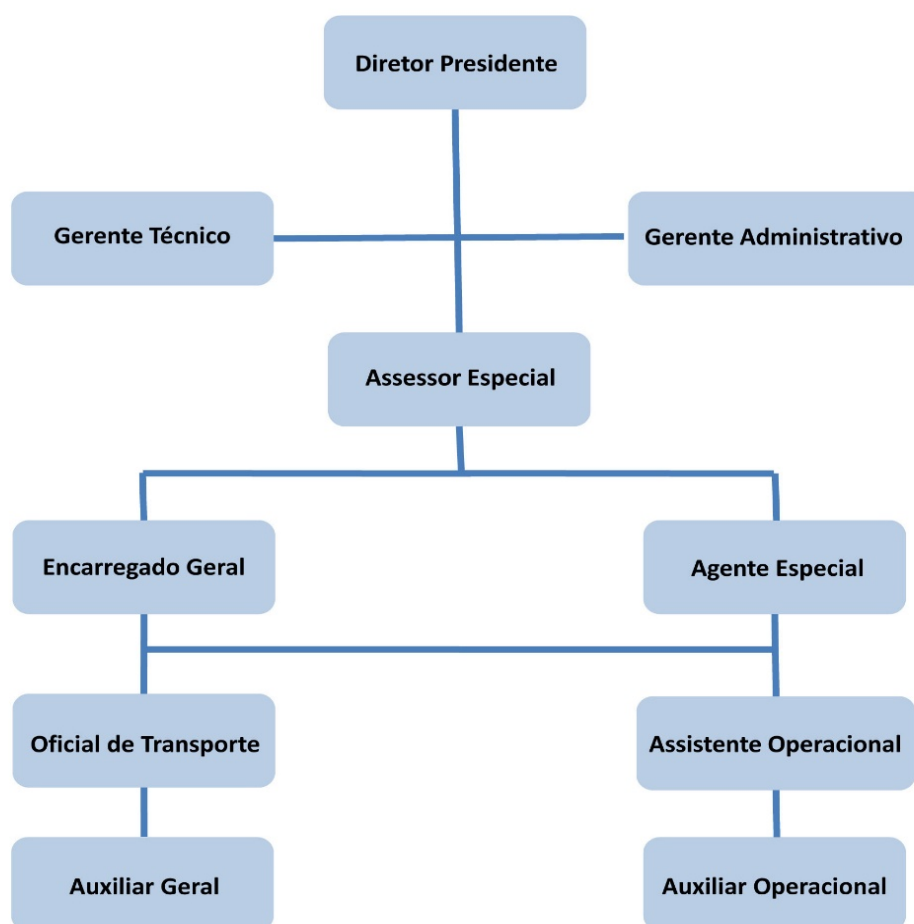 Diretor Presidente
Gerente Técnico
Gerente Administrativo
Assessor Especial
Encarregado Geral
Agente Especial
Oficial de Transporte
Assistente Operacional
Auxiliar Geral
Auxiliar Operacional